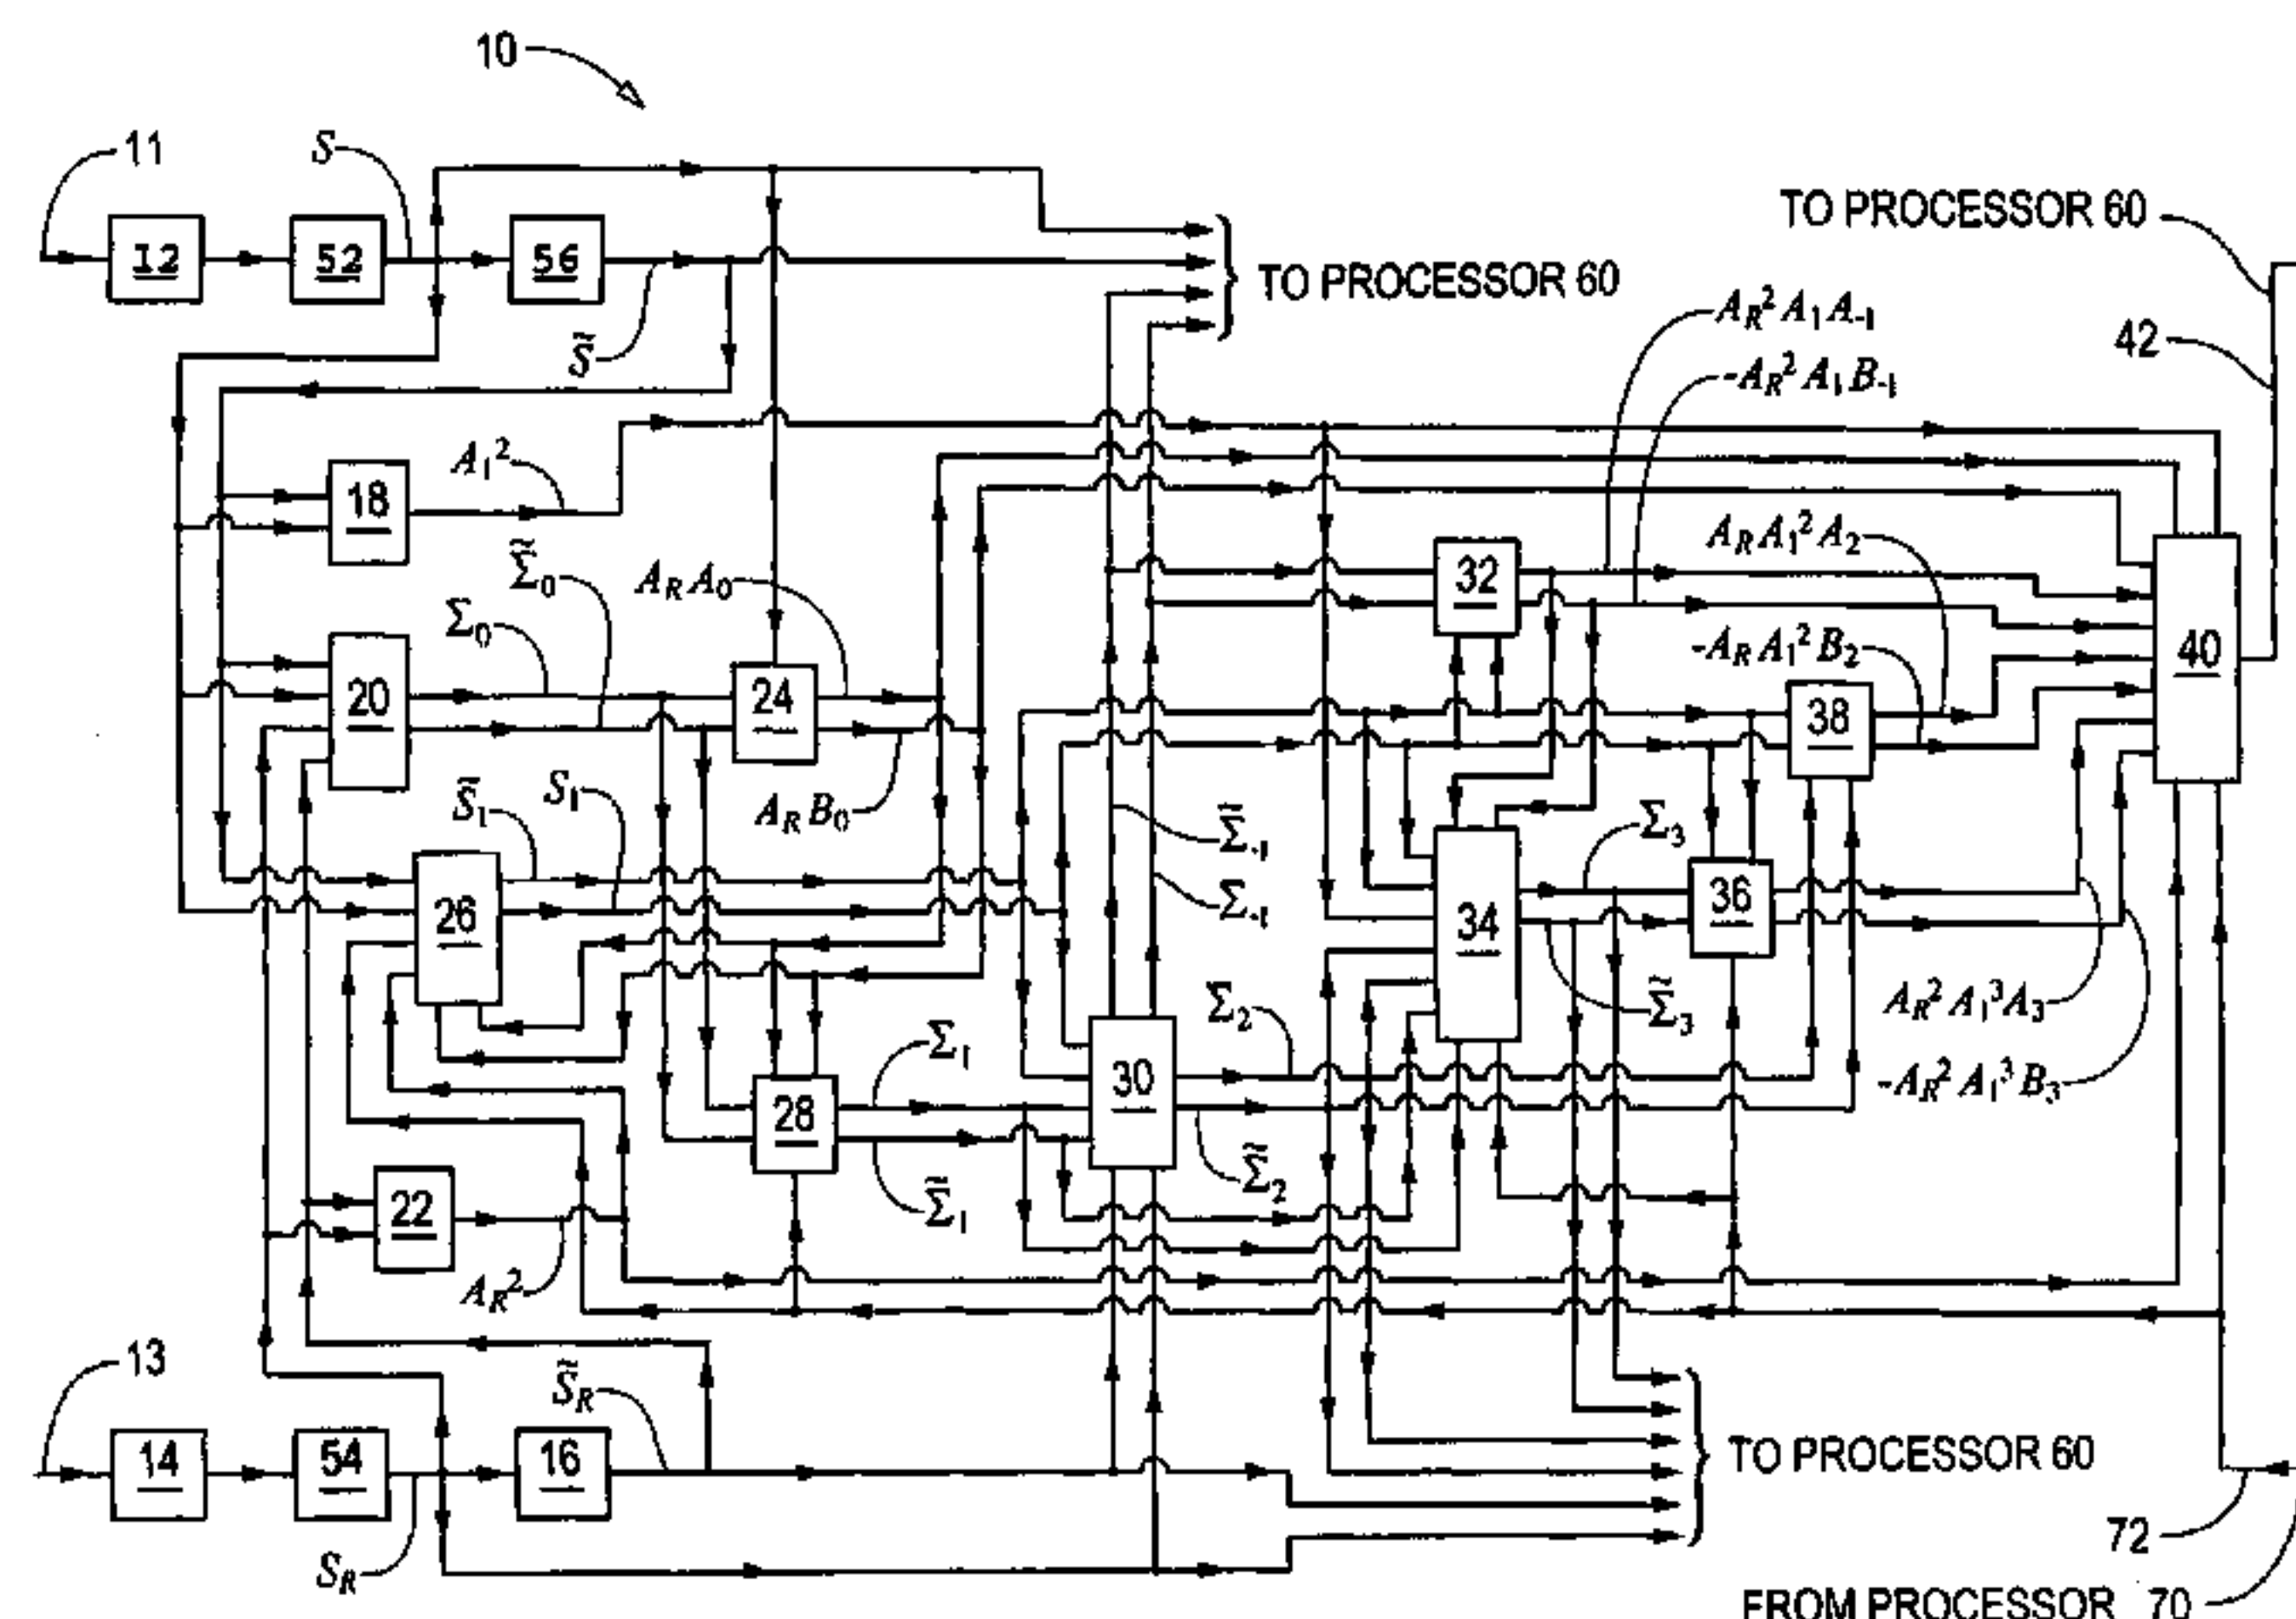 10
11
S
12
52
56
S̃
TO PROCESSOR 60
TO PROCESSOR 60
42
A_R²A₁A₋₁
-A_R²A₁B₋₁
A₁²
18
Σ̃₀
Σ₀
A_RA₀
20
24
A_RB₀
32
A_RA₁²A₂
-A_RA₁²B₂
38
40
S̃₁
S₁
26
Σ̃₋₁
Σ₋₁
34
Σ₃
36
Σ̃₃
A_R²A₁³A₃
-A_R²A₁³B₃
Σ₁
28
Σ̃₁
30
Σ₂
Σ̃₂
22
A_R²
13
14
54
16
S̃_R
S_R
TO PROCESSOR 60
72
FROM PROCESSOR 70